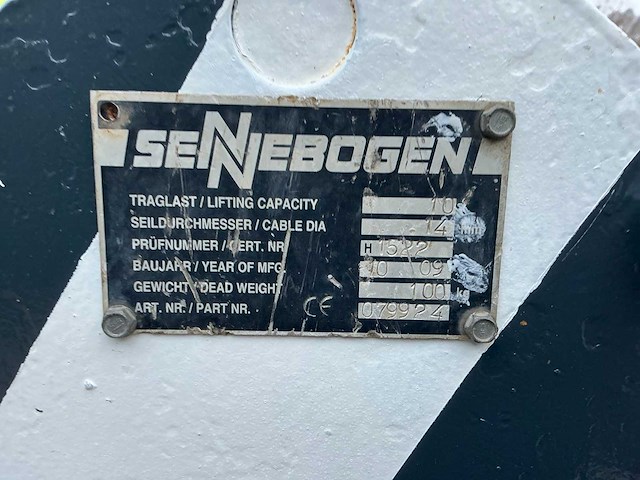 SENNEBOGEN
TRAGLAST / LIFTING CAPACITY 10
SEILDURCHMESSER / CABLE DIA 14
PRÜFNUMMER / CERT. NR. H 1522
BAUJAHR / YEAR OF MFG. 10 09
GEWICHT / DEAD WEIGHT 100 kg
ART. NR. / PART NR. CE 079924